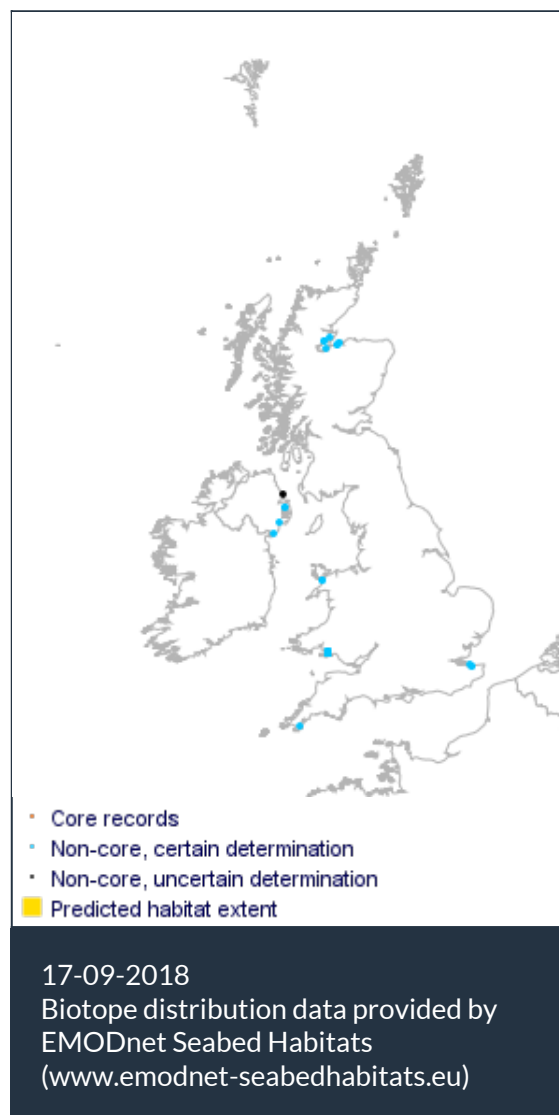 Core records
Non-core, certain determination
Non-core, uncertain determination
Predicted habitat extent
17-09-2018
Biotope distribution data provided by
EMODnet Seabed Habitats
(www.emodnet-seabedhabitats.eu)